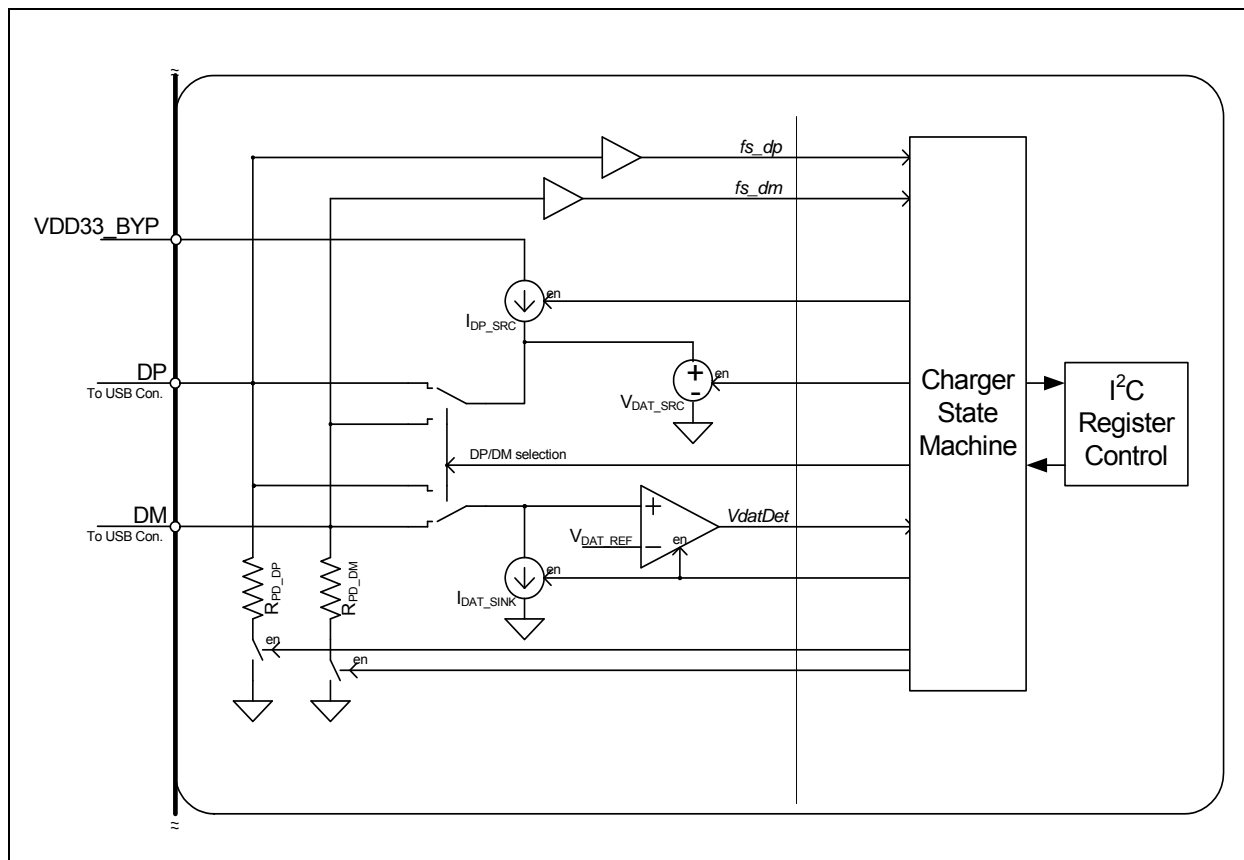 fs_dp
fs_dm
VDD33_BYP
en
IDP_SRC
DP
To USB Con.
+
-
en
VDAT_SRC
Charger
State
Machine
I2C
Register
Control
DP/DM selection
DM
To USB Con.
+
VDAT_REF
−
en
VdatDet
en
IDAT_SINK
RPD_DP
RPD_DM
en
en